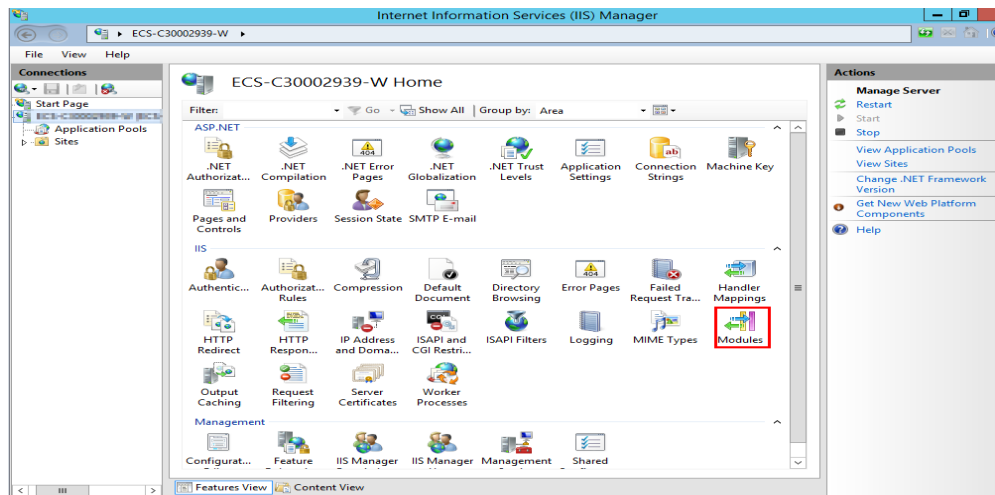 Internet Information Services (IIS) Manager
ECS-C30002939-W
File View Help
Connections
Start Page
Application Pools
Sites
ECS-C30002939-W Home
Filter: Go Show All Group by: Area
ASP.NET
.NET Authorizat...
.NET Compilation
.NET Error Pages
.NET Globalization
.NET Trust Levels
Application Settings
Connection Strings
Machine Key
Pages and Controls
Providers
Session State
SMTP E-mail
IIS
Authentic...
Authorizat... Rules
Compression
Default Document
Directory Browsing
Error Pages
Failed Request Tra...
Handler Mappings
HTTP Redirect
HTTP Respon...
IP Address and Doma...
ISAPI and CGI Restri...
ISAPI Filters
Logging
MIME Types
Modules
Output Caching
Request Filtering
Server Certificates
Worker Processes
Management
Configurat...
Feature
IIS Manager
IIS Manager
Management
Shared
Features View
Content View
Actions
Manage Server
Restart
Start
Stop
View Application Pools
View Sites
Change .NET Framework Version
Get New Web Platform Components
Help